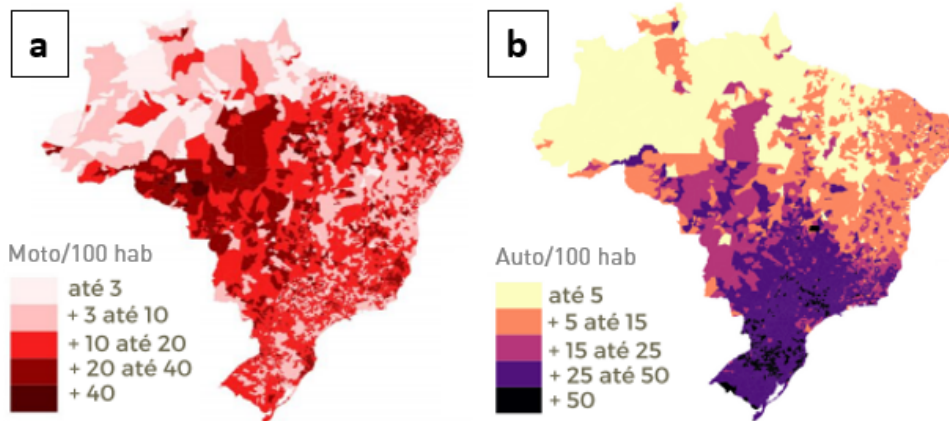 a
Moto/100 hab
até 3
+ 3 até 10
+ 10 até 20
+ 20 até 40
+ 40
b
Auto/100 hab
até 5
+ 5 até 15
+ 15 até 25
+ 25 até 50
+ 50